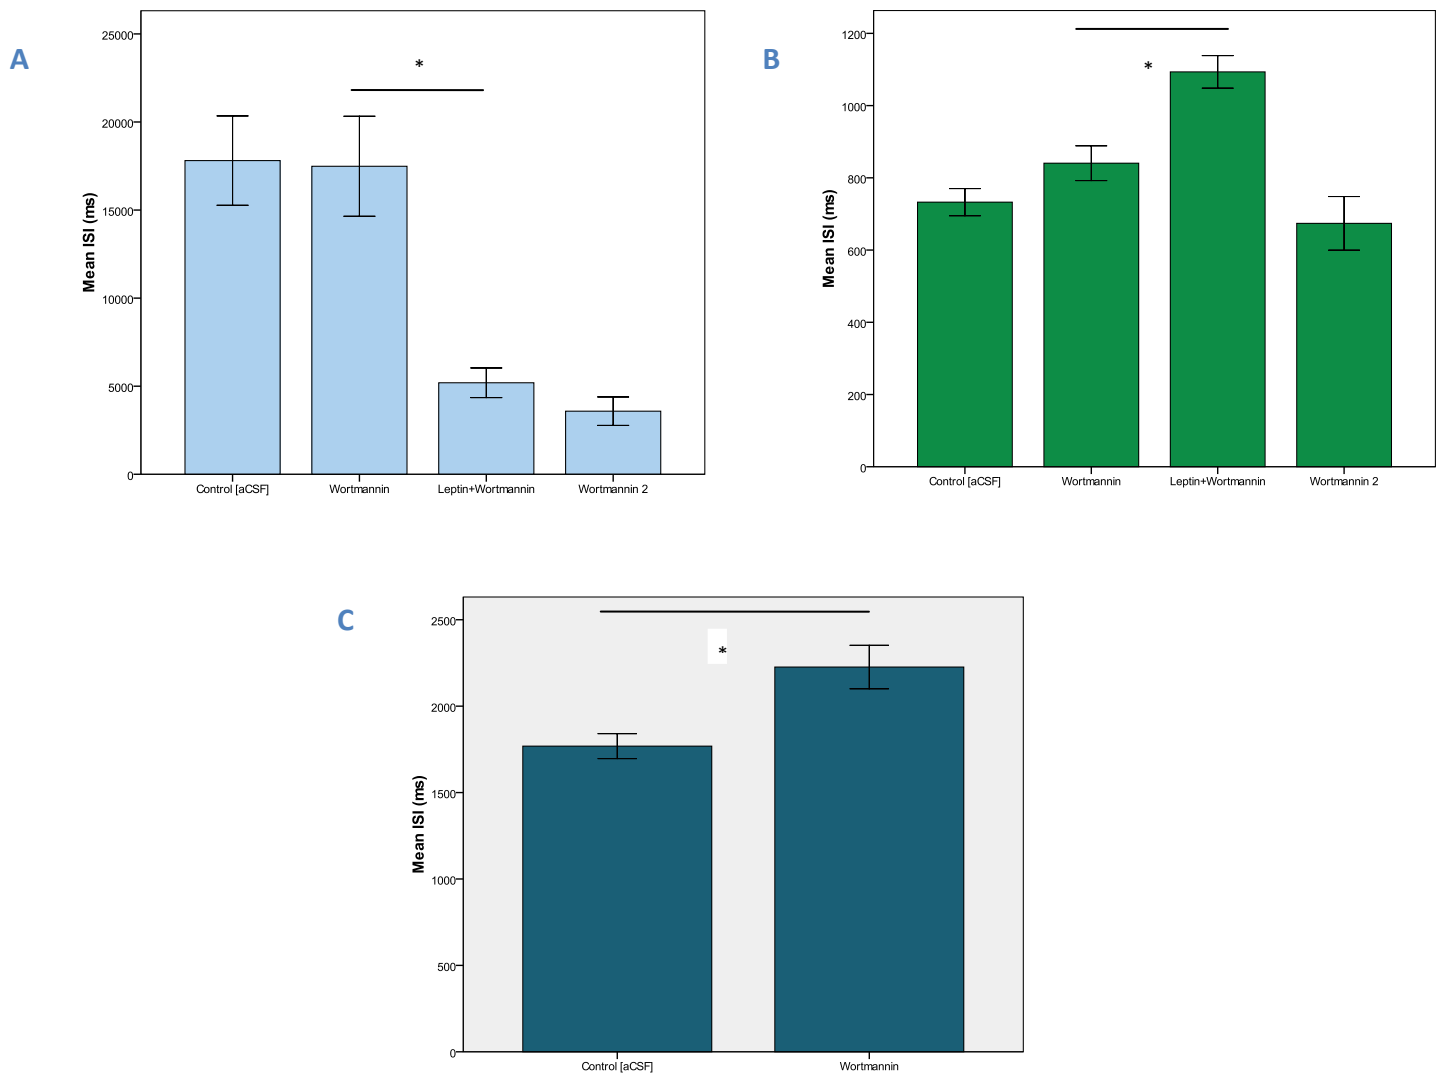 A
Mean ISI (ms)
25000
20000
15000
10000
5000
0
*
Control [aCSF] Wortmannin Leptin+Wortmannin Wortmannin 2
B
Mean ISI (ms)
1200
1000
800
600
400
200
0
*
Control [aCSF] Wortmannin Leptin+Wortmannin Wortmannin 2
C
Mean ISI (ms)
2500
2000
1500
1000
500
0
*
Control [aCSF] Wortmannin